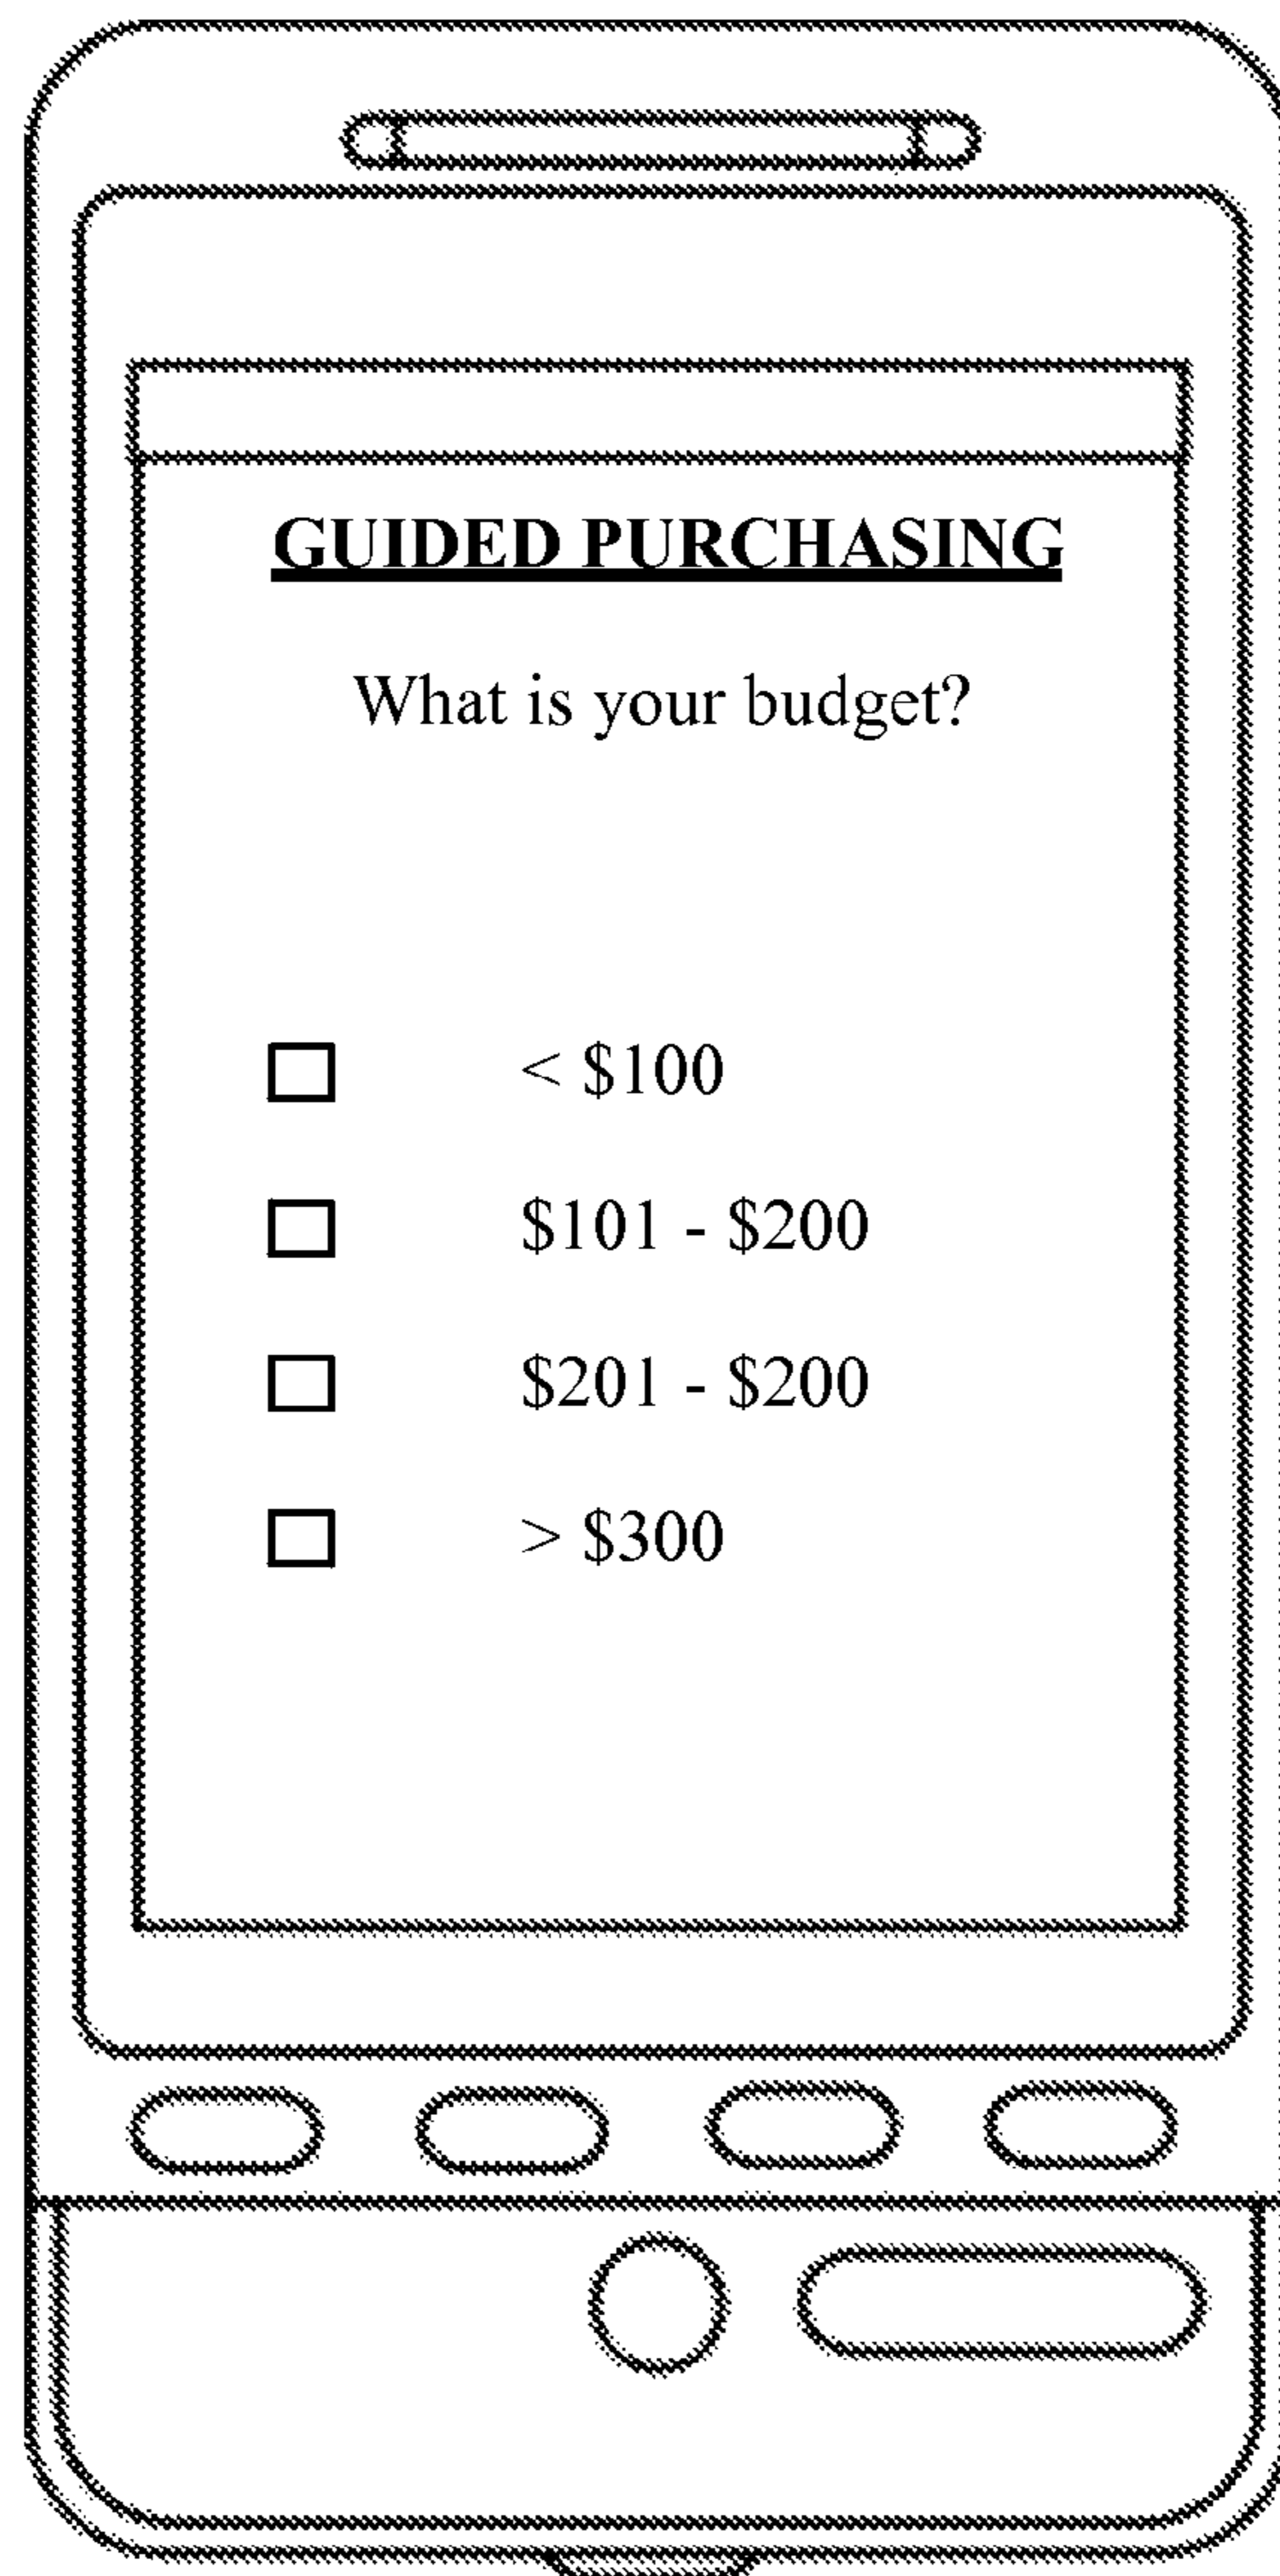 GUIDED PURCHASING
What is your budget?
< $100
$101 - $200
$201 - $200
> $300